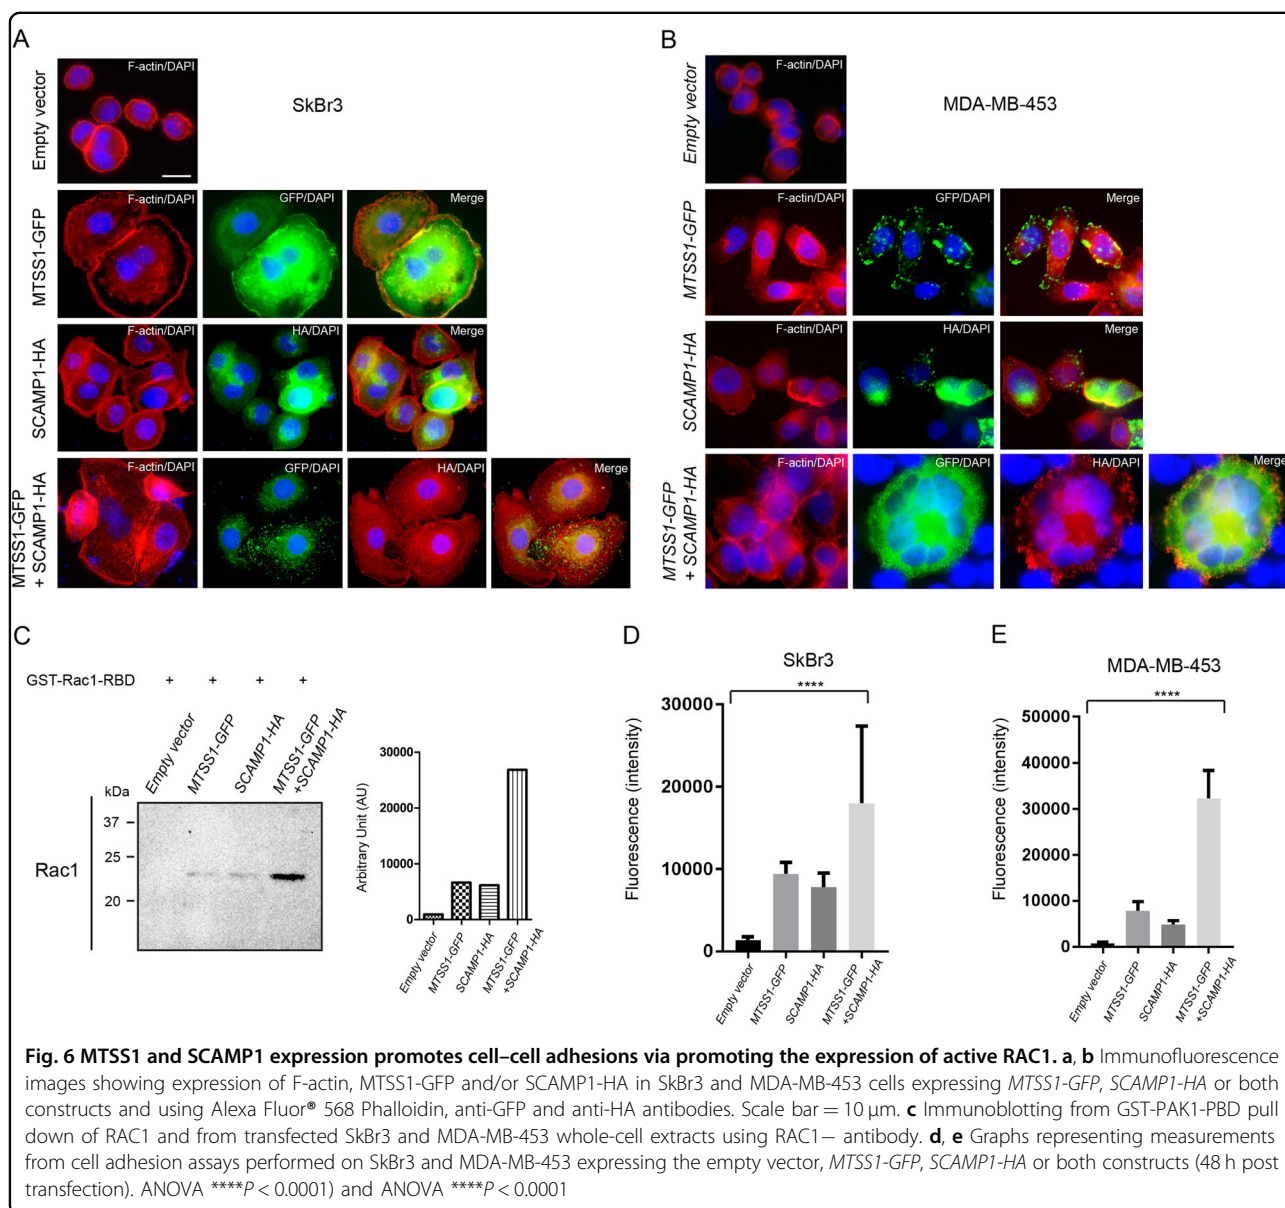 A
Empty vector
F-actin/DAPI
SkBr3
MTSS1-GFP
F-actin/DAPI
GFP/DAPI
Merge
SCAMP1-HA
F-actin/DAPI
HA/DAPI
Merge
MTSS1-GFP
+ SCAMP1-HA
F-actin/DAPI
GFP/DAPI
HA/DAPI
Merge
B
Empty vector
F-actin/DAPI
MDA-MB-453
MTSS1-GFP
F-actin/DAPI
GFP/DAPI
Merge
SCAMP1-HA
F-actin/DAPI
HA/DAPI
Merge
MTSS1-GFP
+ SCAMP1-HA
F-actin/DAPI
GFP/DAPI
HA/DAPI
Merge
C
GST-Rac1-RBD + + + +
Empty vector
MTSS1-GFP
SCAMP1-HA
MTSS1-GFP
+SCAMP1-HA
kDa
37
25
20
Rac1
Arbitrary Unit (AU)
30000
20000
10000
0
Empty vector
MTSS1-GFP
SCAMP1-HA
MTSS1-GFP
+SCAMP1-HA
D
SkBr3
****
Fluorescence (intensity)
30000
20000
10000
0
Empty vector
MTSS1-GFP
SCAMP1-HA
MTSS1-GFP
+SCAMP1-HA
E
MDA-MB-453
****
Fluorescence (intensity)
50000
40000
30000
20000
10000
0
Empty vector
MTSS1-GFP
SCAMP1-HA
MTSS1-GFP
+SCAMP1-HA
Fig. 6 MTSS1 and SCAMP1 expression promotes cell–cell adhesions via promoting the expression of active RAC1. a, b Immunofluorescence
images showing expression of F-actin, MTSS1-GFP and/or SCAMP1-HA in SkBr3 and MDA-MB-453 cells expressing MTSS1-GFP, SCAMP1-HA or both
constructs and using Alexa Fluor® 568 Phalloidin, anti-GFP and anti-HA antibodies. Scale bar = 10 μm. c Immunoblotting from GST-PAK1-PBD pull
down of RAC1 and from transfected SkBr3 and MDA-MB-453 whole-cell extracts using RAC1− antibody. d, e Graphs representing measurements
from cell adhesion assays performed on SkBr3 and MDA-MB-453 expressing the empty vector, MTSS1-GFP, SCAMP1-HA or both constructs (48 h post
transfection). ANOVA ****P < 0.0001) and ANOVA ****P < 0.0001